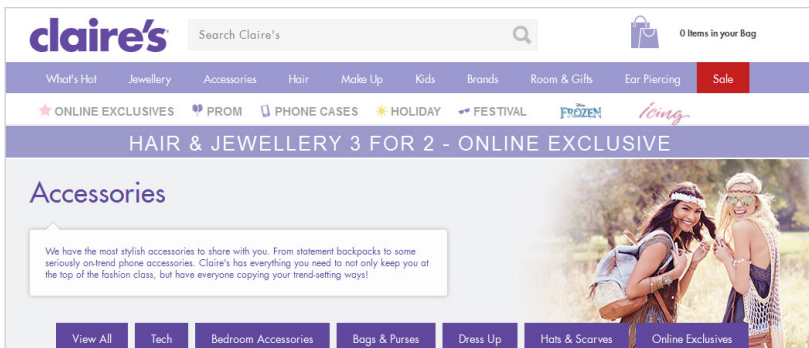 claire's
Search Claire's
0 Items in your Bag
What's Hot Jewellery Accessories Hair Make Up Kids Brands Room & Gifts Ear Piercing Sale
ONLINE EXCLUSIVES PROM PHONE CASES HOLIDAY FESTIVAL Disney FROZEN Icing
HAIR & JEWELLERY 3 FOR 2 - ONLINE EXCLUSIVE
Accessories
We have the most stylish accessories to share with you. From statement backpacks to some
seriously on-trend phone accessories. Claire's has everything you need to not only keep you at
the top of the fashion class, but have everyone copying your trend-setting ways!
View All Tech Bedroom Accessories Bags & Purses Dress Up Hats & Scarves Online Exclusives